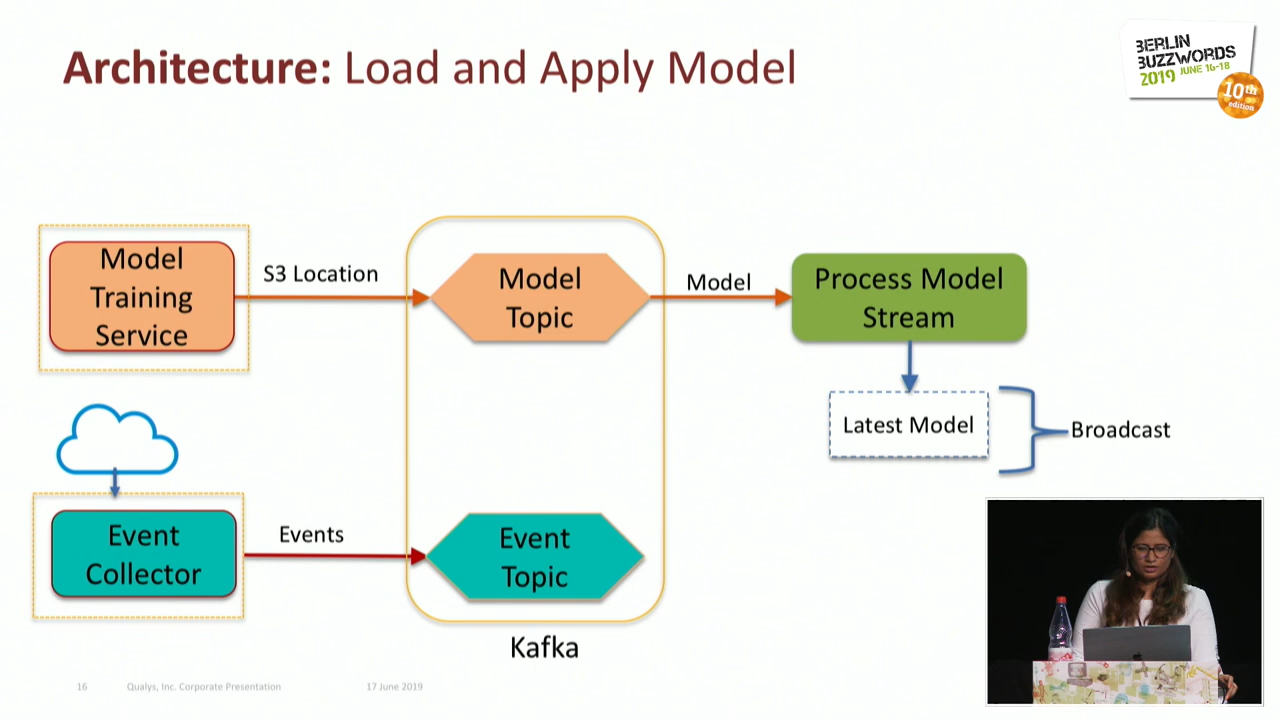 Architecture: Load and Apply Model
BERLIN
BUZZWORDS
2019 JUNE 16-18
10th
edition
Model
Training
Service
S3 Location
Model
Topic
Model
Process Model
Stream
Latest Model
Broadcast
Event
Collector
Events
Event
Topic
Kafka
16 Qualys, Inc. Corporate Presentation 17 June 2019